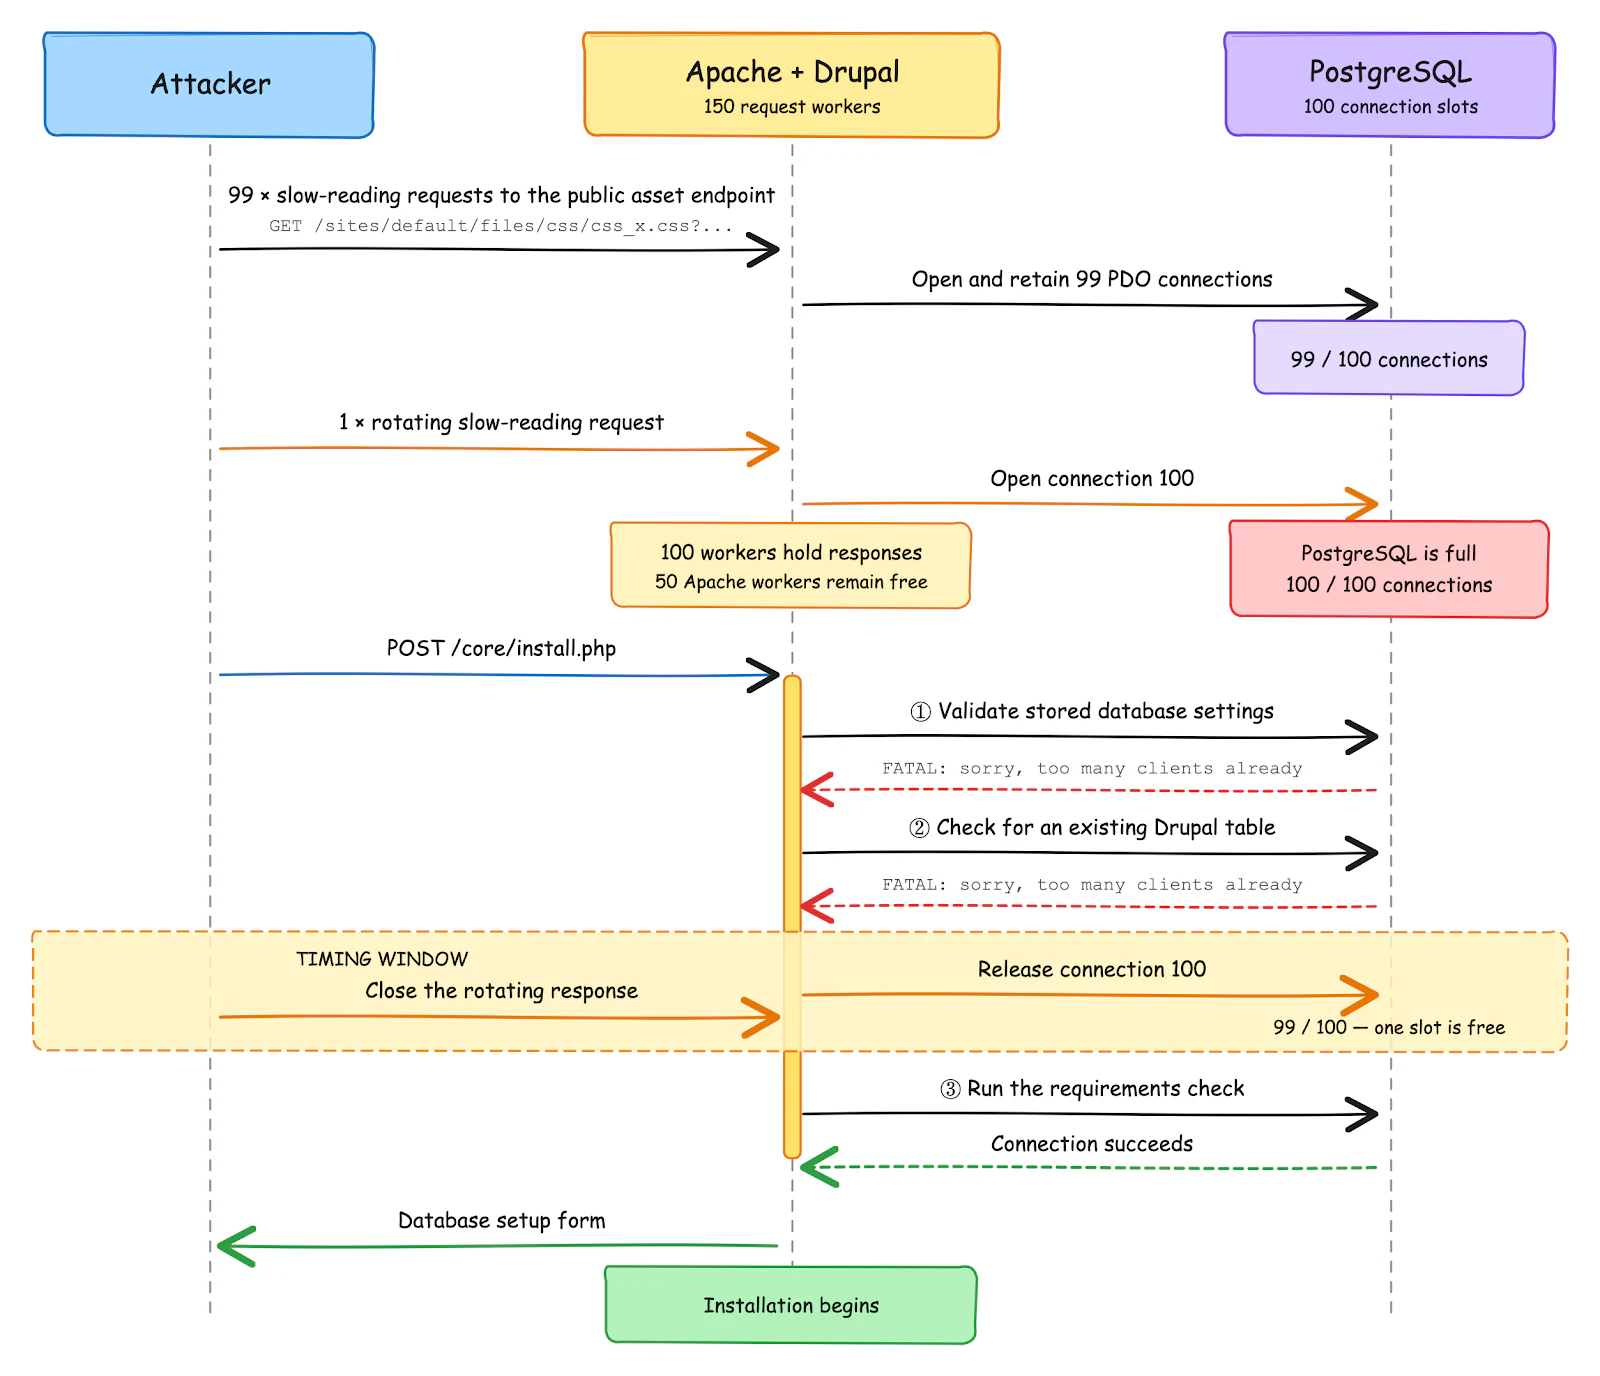 Attacker
Apache + Drupal
150 request workers
PostgreSQL
100 connection slots
99 × slow-reading requests to the public asset endpoint
GET /sites/default/files/css/css_x.css?...
Open and retain 99 PDO connections
99 / 100 connections
1 × rotating slow-reading request
Open connection 100
100 workers hold responses
50 Apache workers remain free
PostgreSQL is full
100 / 100 connections
POST /core/install.php
① Validate stored database settings
FATAL: sorry, too many clients already
② Check for an existing Drupal table
FATAL: sorry, too many clients already
TIMING WINDOW
Close the rotating response
Release connection 100
99 / 100 — one slot is free
③ Run the requirements check
Connection succeeds
Database setup form
Installation begins